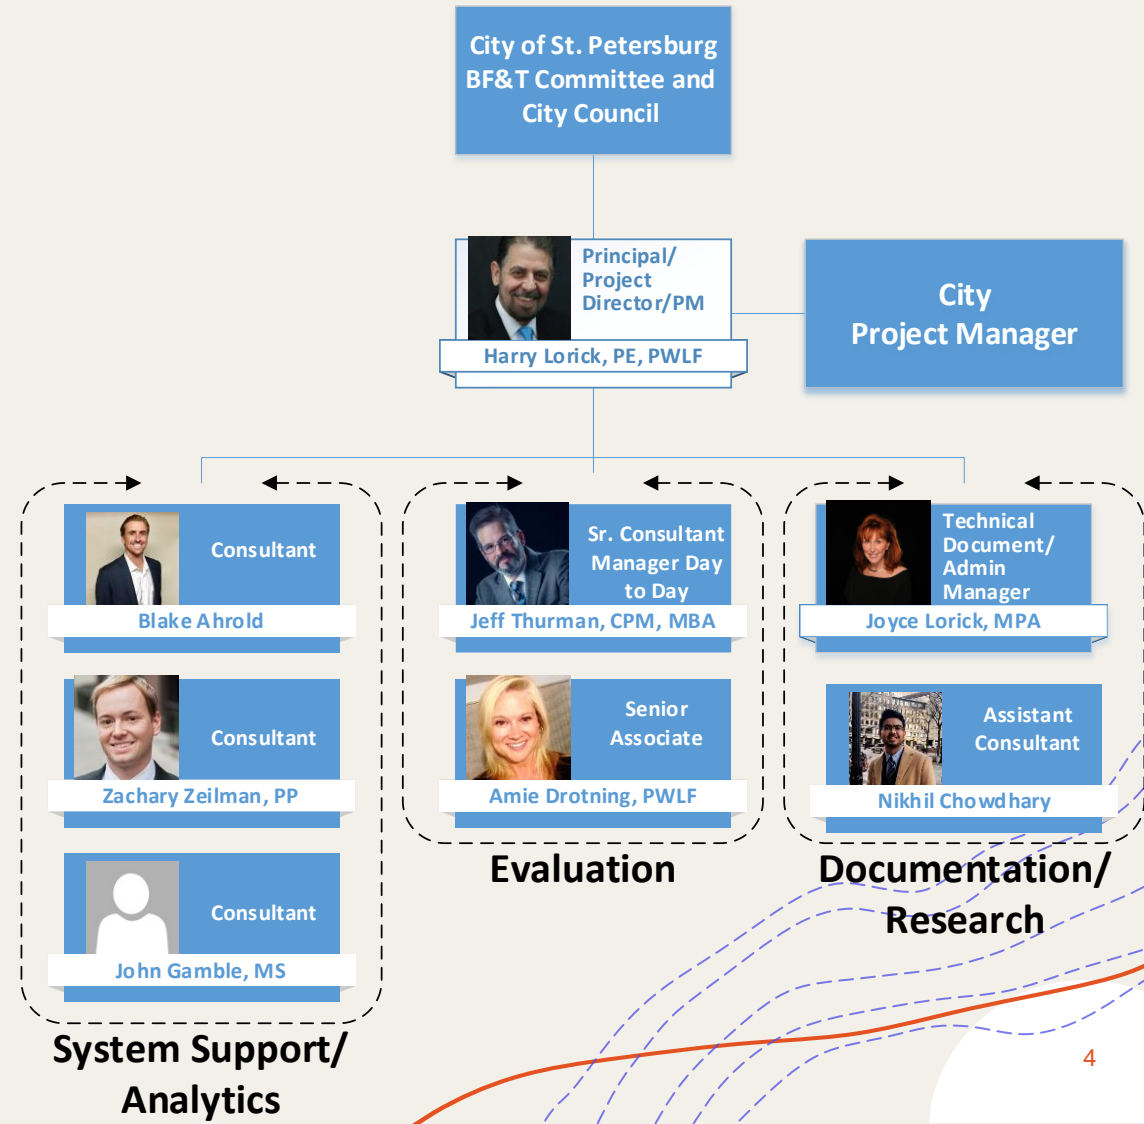 City of St. Petersburg
BF&T Committee and
City Council
Principal/
Project
Director/PM
Harry Lorick, PE, PWLF
City
Project Manager
Consultant
Blake Ahrold
Consultant
Zachary Zeilman, PP
Consultant
John Gamble, MS
System Support/
Analytics
Sr. Consultant
Manager Day
to Day
Jeff Thurman, CPM, MBA
Senior
Associate
Amie Drotning, PWLF
Evaluation
Technical
Document/
Admin
Manager
Joyce Lorick, MPA
Assistant
Consultant
Nikhil Chowdhary
Documentation/
Research
4